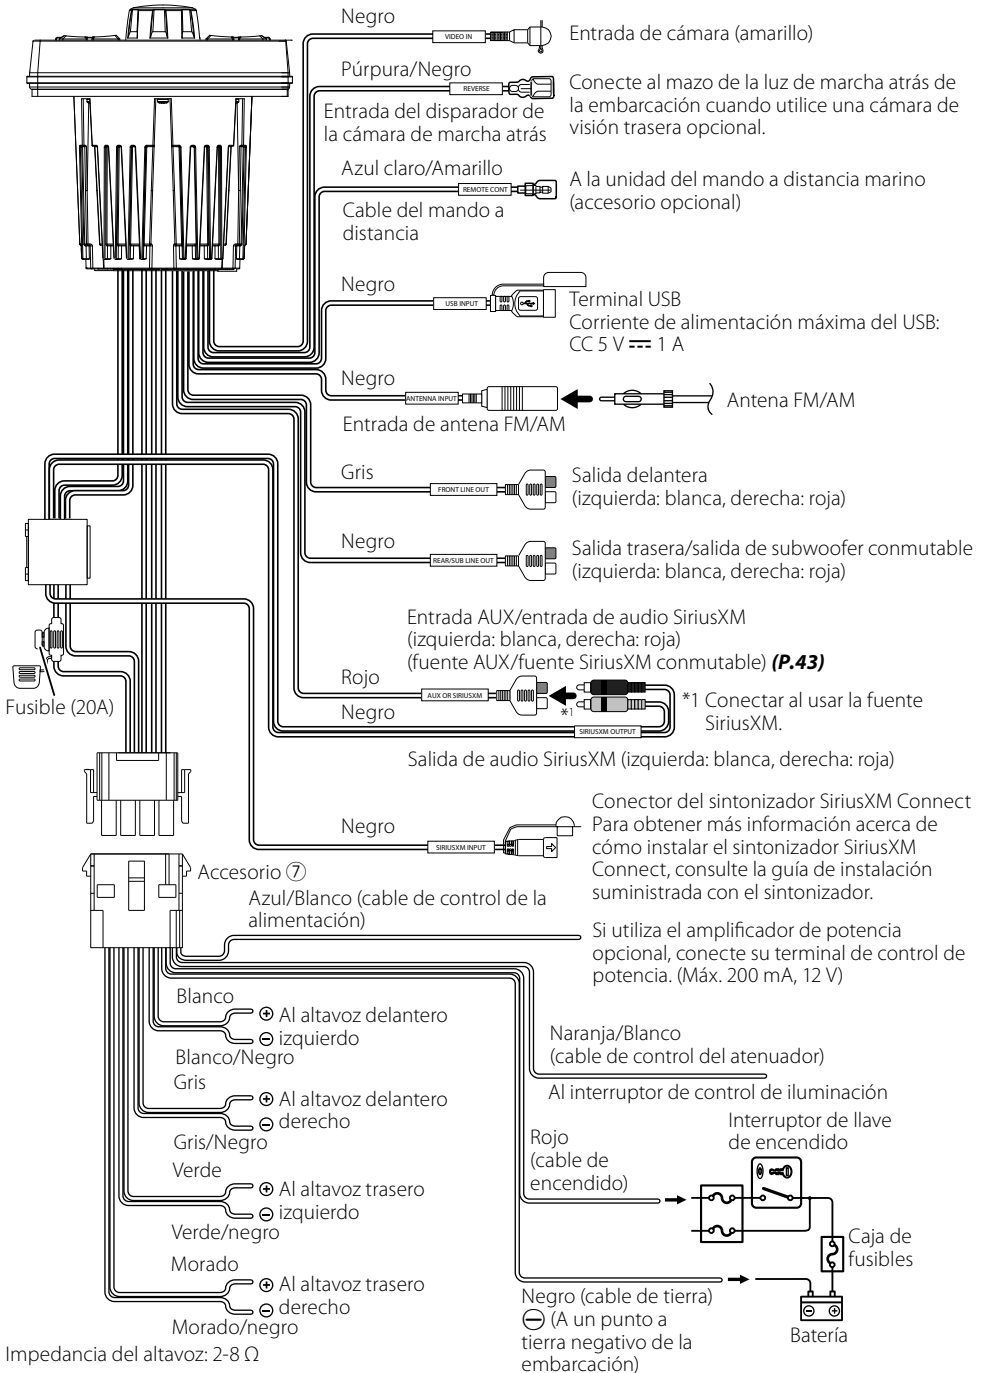 Negro
VIDEO IN
Entrada de cámara (amarillo)
Púrpura/Negro
REVERSE
Entrada del disparador de
la cámara de marcha atrás
Conecte al mazo de la luz de marcha atrás de
la embarcación cuando utilice una cámara de
visión trasera opcional.
Azul claro/Amarillo
REMOTE CONT
Cable del mando a
distancia
A la unidad del mando a distancia marino
(accesorio opcional)
Negro
USB INPUT
Terminal USB
Corriente de alimentación máxima del USB:
CC 5 V ⎓ 1 A
Negro
ANTENNA INPUT
Entrada de antena FM/AM
Antena FM/AM
Gris
FRONT LINE OUT
Salida delantera
(izquierda: blanca, derecha: roja)
Negro
REAR/SUB LINE OUT
Salida trasera/salida de subwoofer conmutable
(izquierda: blanca, derecha: roja)
Entrada AUX/entrada de audio SiriusXM
(izquierda: blanca, derecha: roja)
(fuente AUX/fuente SiriusXM conmutable) (P.43)
Rojo
AUX OR SIRIUSXM
*1
Negro
SIRIUSXM OUTPUT
*1 Conectar al usar la fuente
SiriusXM.
Salida de audio SiriusXM (izquierda: blanca, derecha: roja)
Fusible (20A)
Negro
SIRIUSXM INPUT
Conector del sintonizador SiriusXM Connect
Para obtener más información acerca de
cómo instalar el sintonizador SiriusXM
Connect, consulte la guía de instalación
suministrada con el sintonizador.
Accesorio ⑦
Azul/Blanco (cable de control de la
alimentación)
Si utiliza el amplificador de potencia
opcional, conecte su terminal de control de
potencia. (Máx. 200 mA, 12 V)
Blanco
⊕ Al altavoz delantero
⊖ izquierdo
Blanco/Negro
Gris
⊕ Al altavoz delantero
⊖ derecho
Gris/Negro
Verde
⊕ Al altavoz trasero
⊖ izquierdo
Verde/negro
Morado
⊕ Al altavoz trasero
⊖ derecho
Morado/negro
Impedancia del altavoz: 2-8 Ω
Naranja/Blanco
(cable de control del atenuador)
Al interruptor de control de iluminación
Interruptor de llave
de encendido
Rojo
(cable de
encendido)
Caja de
fusibles
⊖ ⊕
Batería
Negro (cable de tierra)
⊖ (A un punto a
tierra negativo de la
embarcación)